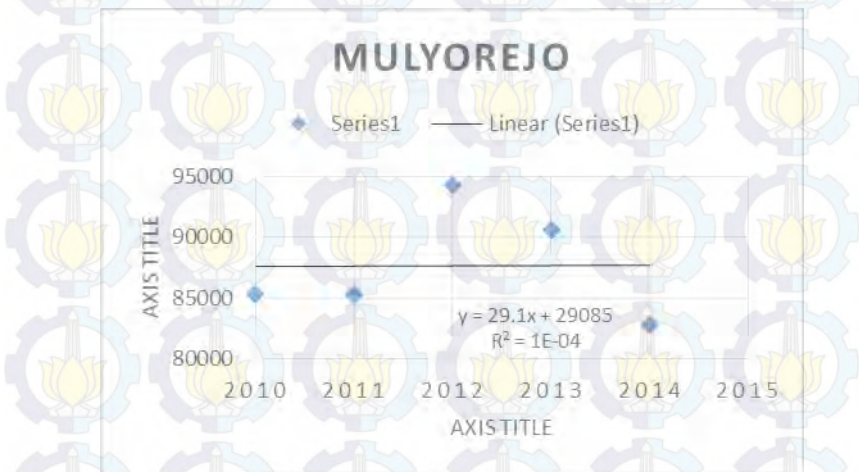 MULYOREJO
Series1 Linear (Series1)
95000
90000
85000
80000
AXIS TITLE
y = 29.1x + 29085
R² = 1E-04
2010 2011 2012 2013 2014 2015
AXIS TITLE